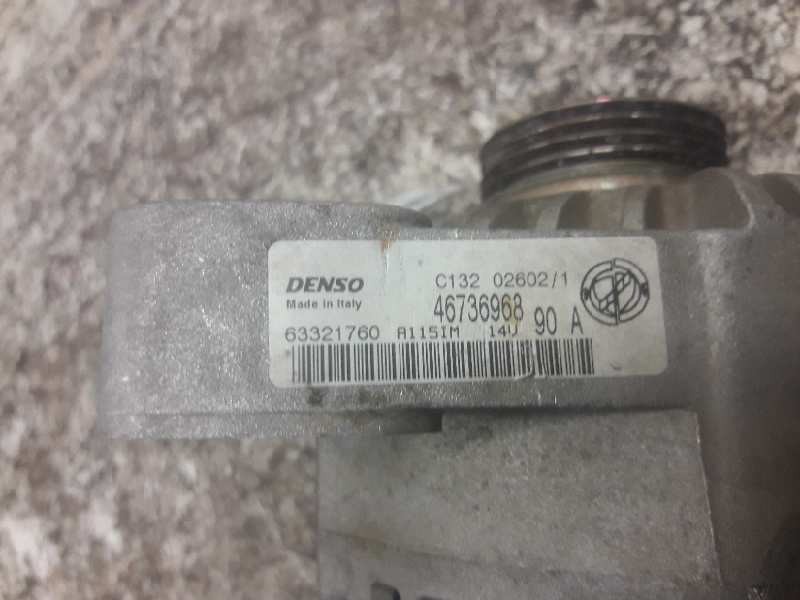 DENSO
Made in Italy
C132 02602/1
46736968
63321760 A115IM 14V 90 A